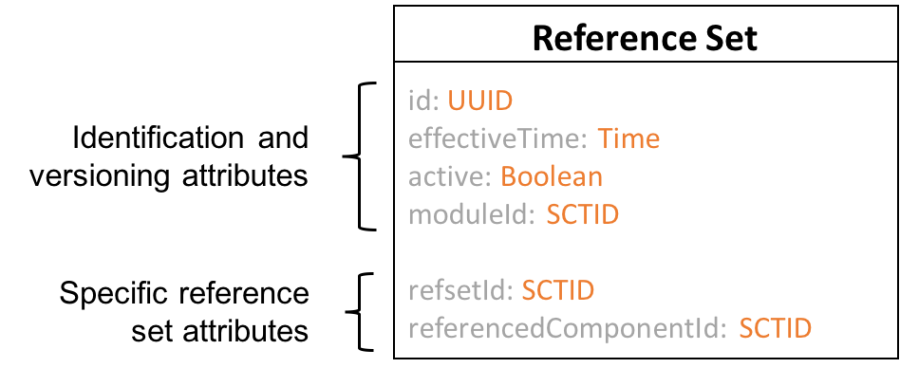 Reference Set
Identification and
versioning attributes
id: UUID
effectiveTime: Time
active: Boolean
moduleId: SCTID
Specific reference
set attributes
refsetId: SCTID
referencedComponentId: SCTID